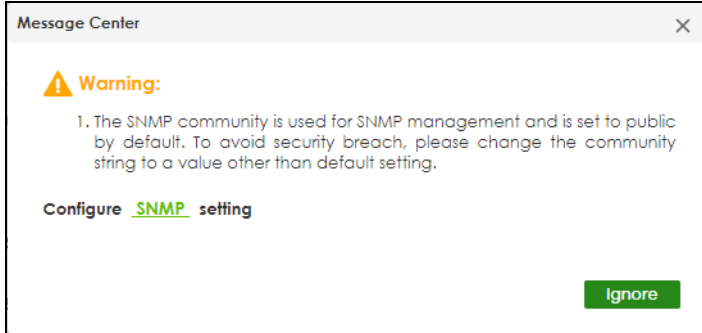 Message Center
Warning:
1. The SNMP community is used for SNMP management and is set to public
by default. To avoid security breach, please change the community
string to a value other than default setting.
Configure SNMP setting
Ignore